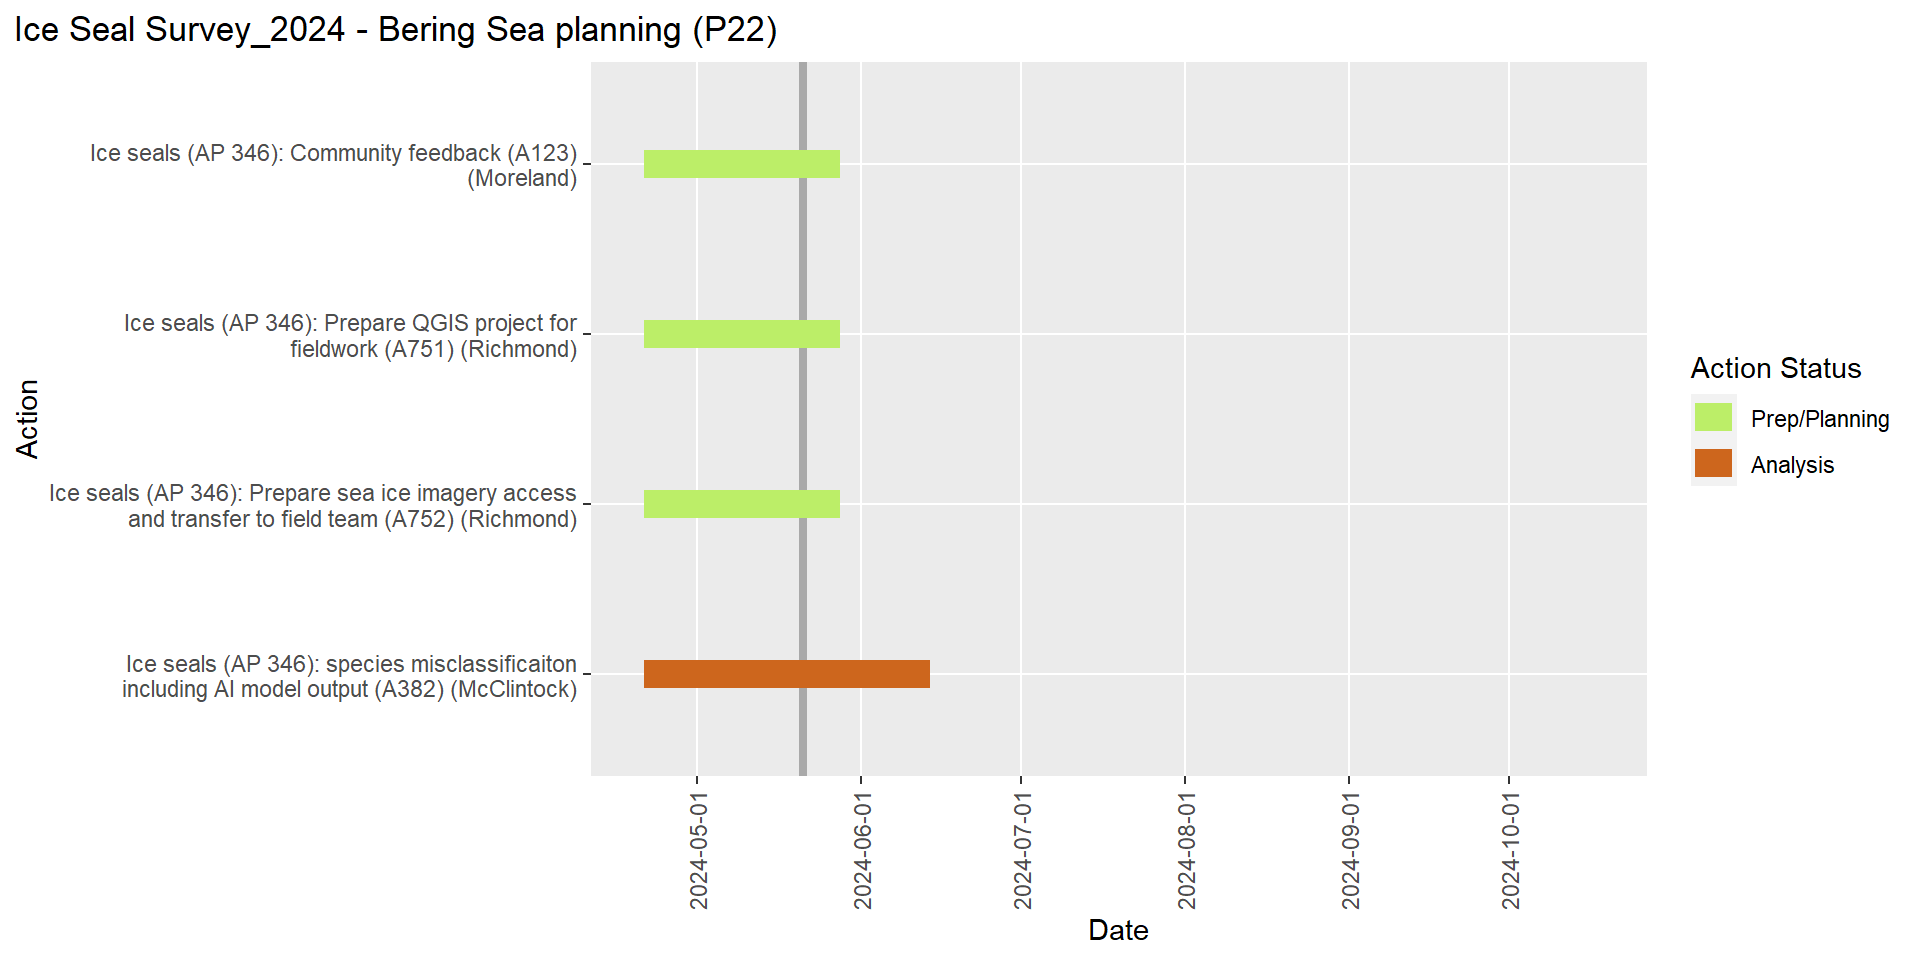 Ice Seal Survey_2024 - Bering Sea planning (P22)
Ice seals (AP 346): Community feedback (A123)
(Moreland)
Ice seals (AP 346): Prepare QGIS project for
fieldwork (A751) (Richmond)
Ice seals (AP 346): Prepare sea ice imagery access
and transfer to field team (A752) (Richmond)
Ice seals (AP 346): species misclassificaiton
including AI model output (A382) (McClintock)
Action
2024-05-01
2024-06-01
2024-07-01
2024-08-01
2024-09-01
2024-10-01
Date
Action Status
Prep/Planning
Analysis